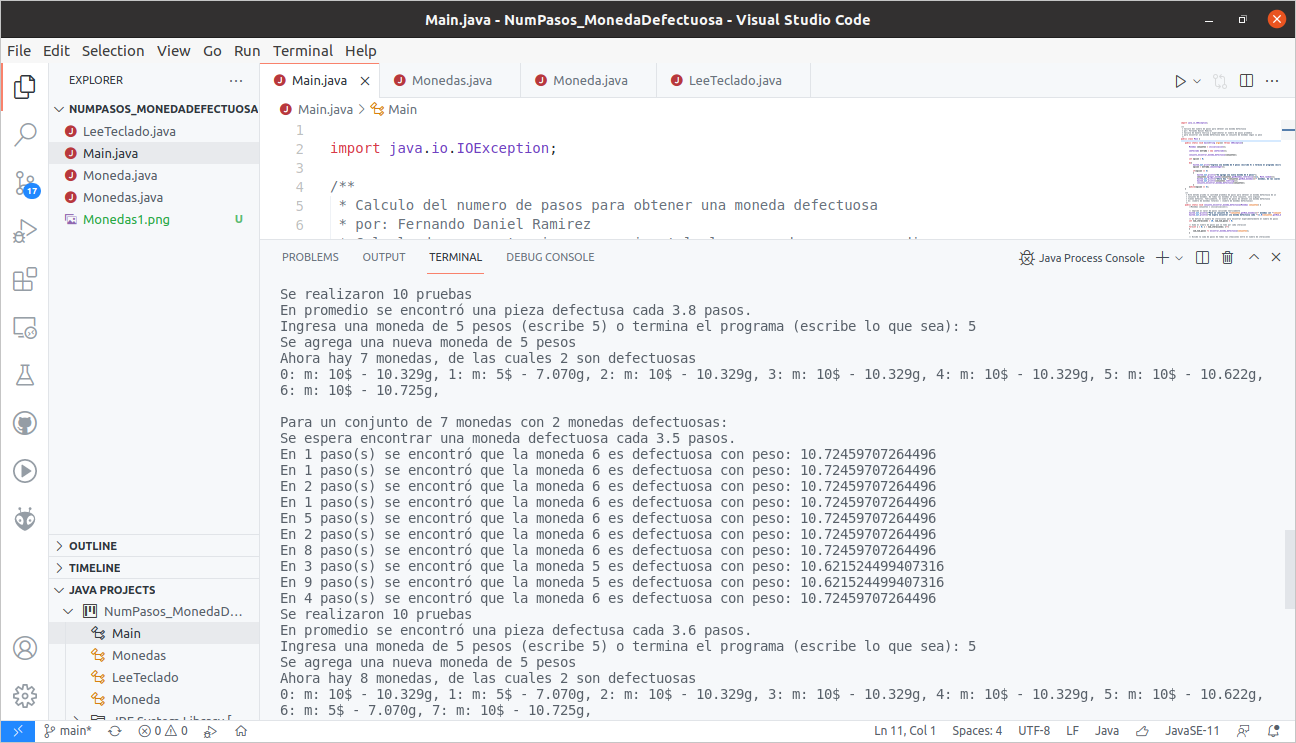 Main.java - NumPasos_MonedaDefectuosa - Visual Studio Code
File Edit Selection View Go Run Terminal Help
EXPLORER
NUMPASOS_MONEDADEFECTUOSA
LeeTeclado.java
Main.java
Moneda.java
Monedas.java
Monedas1.png U
17
OUTLINE
TIMELINE
JAVA PROJECTS
NumPasos_MonedaD...
Main
Monedas
LeeTeclado
Moneda
JRE System Library [
Main.java Monedas.java Moneda.java LeeTeclado.java
Main.java > Main
1
2 import java.io.IOException;
3
4 /**
5 * Calculo del numero de pasos para obtener una moneda defectuosa
6 * por: Fernando Daniel Ramirez
PROBLEMS OUTPUT TERMINAL DEBUG CONSOLE
Java Process Console
Se realizaron 10 pruebas
En promedio se encontró una pieza defectusa cada 3.8 pasos.
Ingresa una moneda de 5 pesos (escribe 5) o termina el programa (escribe lo que sea): 5
Se agrega una nueva moneda de 5 pesos
Ahora hay 7 monedas, de las cuales 2 son defectuosas
0: m: 10$ - 10.329g, 1: m: 5$ - 7.070g, 2: m: 10$ - 10.329g, 3: m: 10$ - 10.329g, 4: m: 10$ - 10.329g, 5: m: 10$ - 10.622g,
6: m: 10$ - 10.725g,
Para un conjunto de 7 monedas con 2 monedas defectuosas:
Se espera encontrar una moneda defectuosa cada 3.5 pasos.
En 1 paso(s) se encontró que la moneda 6 es defectuosa con peso: 10.72459707264496
En 1 paso(s) se encontró que la moneda 6 es defectuosa con peso: 10.72459707264496
En 2 paso(s) se encontró que la moneda 6 es defectuosa con peso: 10.72459707264496
En 1 paso(s) se encontró que la moneda 6 es defectuosa con peso: 10.72459707264496
En 5 paso(s) se encontró que la moneda 6 es defectuosa con peso: 10.72459707264496
En 2 paso(s) se encontró que la moneda 6 es defectuosa con peso: 10.72459707264496
En 8 paso(s) se encontró que la moneda 6 es defectuosa con peso: 10.72459707264496
En 3 paso(s) se encontró que la moneda 5 es defectuosa con peso: 10.621524499407316
En 9 paso(s) se encontró que la moneda 5 es defectuosa con peso: 10.621524499407316
En 4 paso(s) se encontró que la moneda 6 es defectuosa con peso: 10.72459707264496
Se realizaron 10 pruebas
En promedio se encontró una pieza defectusa cada 3.6 pasos.
Ingresa una moneda de 5 pesos (escribe 5) o termina el programa (escribe lo que sea): 5
Se agrega una nueva moneda de 5 pesos
Ahora hay 8 monedas, de las cuales 2 son defectuosas
0: m: 10$ - 10.329g, 1: m: 5$ - 7.070g, 2: m: 10$ - 10.329g, 3: m: 10$ - 10.329g, 4: m: 10$ - 10.329g, 5: m: 10$ - 10.622g,
6: m: 5$ - 7.070g, 7: m: 10$ - 10.725g,
main* 0 0 Ln 11, Col 1 Spaces: 4 UTF-8 LF Java JavaSE-11